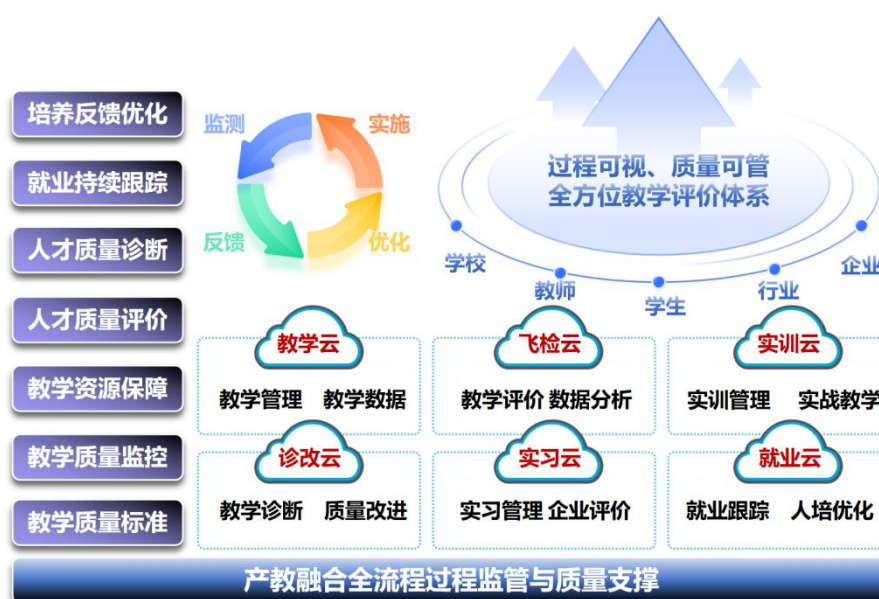 培养反馈优化
就业持续跟踪
人才质量诊断
人才质量评价
教学资源保障
教学质量监控
教学质量标准
监测
实施
反馈
优化
过程可视、质量可管
全方位教学评价体系
学校
教师
学生
行业
企业
教学云
教学管理 教学数据
飞检云
教学评价 数据分析
实训云
实训管理 实战教学
诊改云
教学诊断 质量改进
实习云
实习管理 企业评价
就业云
就业跟踪 人培优化
产教融合全流程过程监管与质量支撑